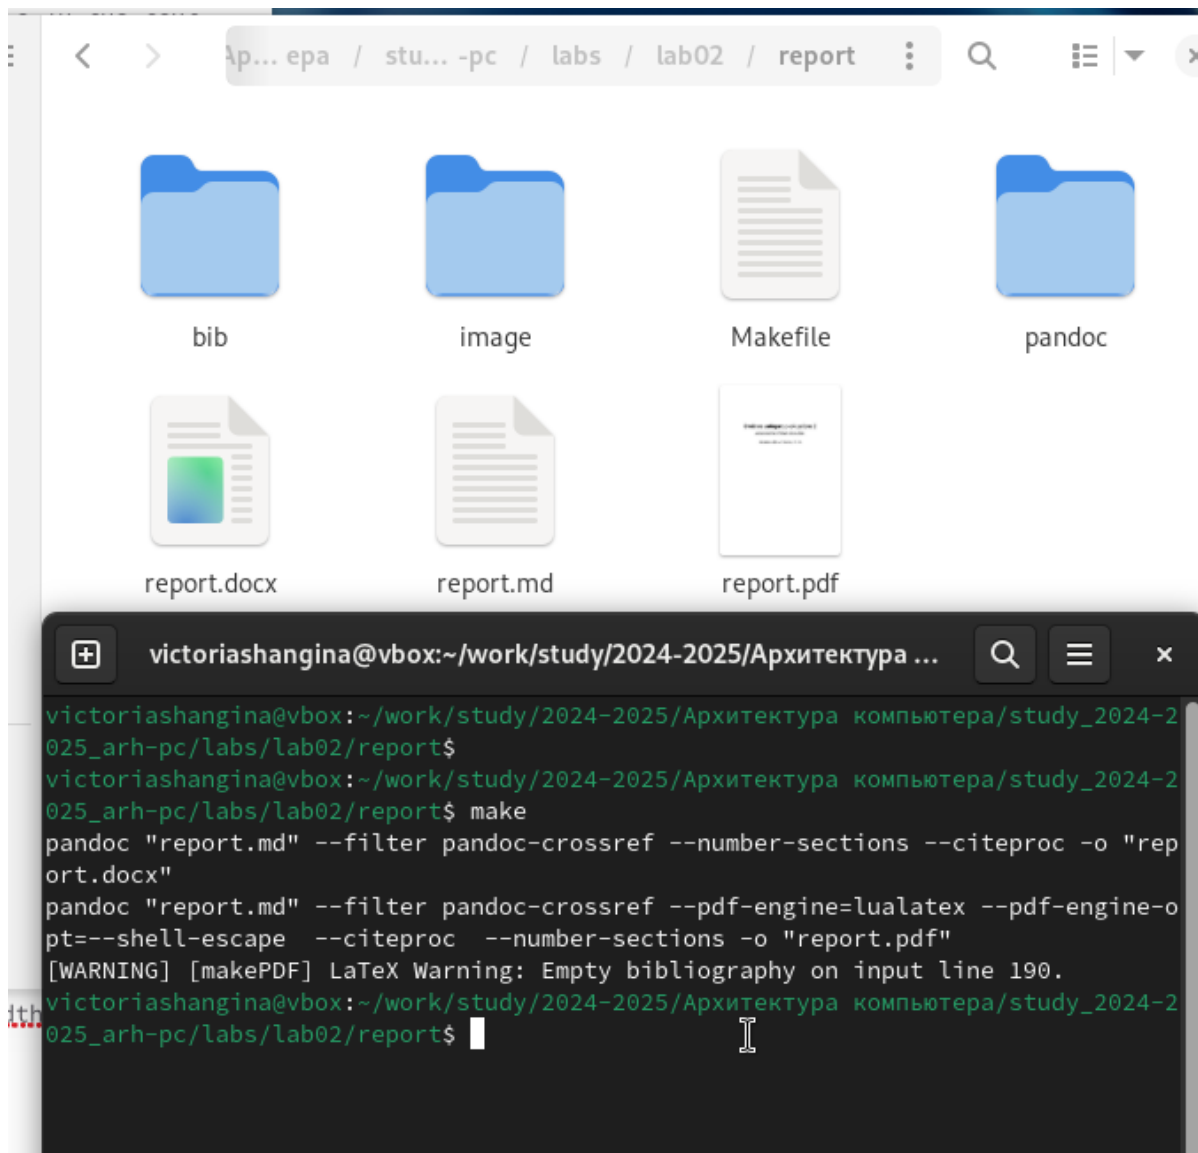 Ар... ера / stu... -pc / labs / lab02 / report
bib
image
Makefile
pandoc
report.docx
report.md
report.pdf
victoriashangina@vbox:~/work/study/2024-2025/Архитектура ...
victoriashangina@vbox:~/work/study/2024-2025/Архитектура компьютера/study_2024-2
025_arh-pc/labs/lab02/report$
victoriashangina@vbox:~/work/study/2024-2025/Архитектура компьютера/study_2024-2
025_arh-pc/labs/lab02/report$ make
pandoc "report.md" --filter pandoc-crossref --number-sections --citeproc -o "rep
ort.docx"
pandoc "report.md" --filter pandoc-crossref --pdf-engine=lualatex --pdf-engine-o
pt=--shell-escape  --citeproc  --number-sections -o "report.pdf"
[WARNING] [makePDF] LaTeX Warning: Empty bibliography on input line 190.
victoriashangina@vbox:~/work/study/2024-2025/Архитектура компьютера/study_2024-2
dth
025_arh-pc/labs/lab02/report$